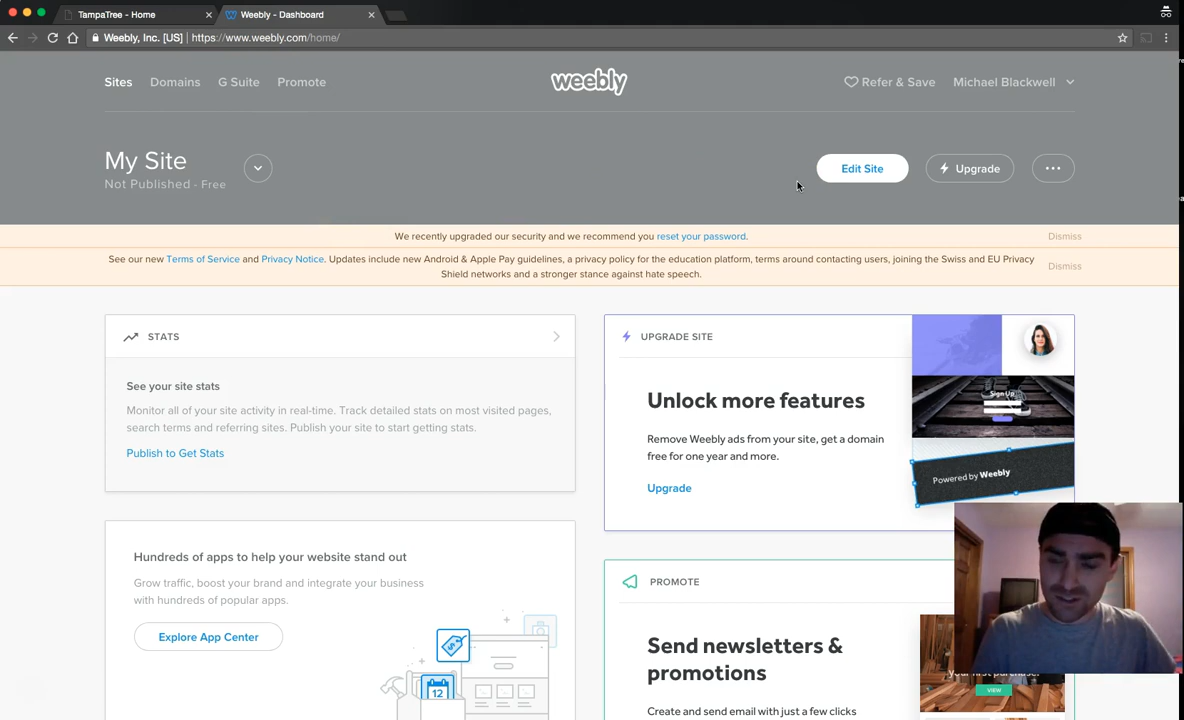 TampaTree - Home
Weebly - Dashboard
Weebly, Inc. [US] | https://www.weebly.com/home/
Sites Domains G Suite Promote
weebly
Refer & Save Michael Blackwell
My Site
Not Published - Free
Edit Site
Upgrade
We recently upgraded our security and we recommend you reset your password.
Dismiss
See our new Terms of Service and Privacy Notice. Updates include new Android & Apple Pay guidelines, a privacy policy for the education platform, terms around contacting users, joining the Swiss and EU Privacy
Shield networks and a stronger stance against hate speech.
Dismiss
STATS
See your site stats
Monitor all of your site activity in real-time. Track detailed stats on most visited pages,
search terms and referring sites. Publish your site to start getting stats.
Publish to Get Stats
UPGRADE SITE
Unlock more features
Remove Weebly ads from your site, get a domain
free for one year and more.
Upgrade
Sign Up
Powered by Weebly
Hundreds of apps to help your website stand out
Grow traffic, boost your brand and integrate your business
with hundreds of popular apps.
Explore App Center
12
PROMOTE
Send newsletters &
promotions
Create and send email with just a few clicks
your first purchase.
VIEW